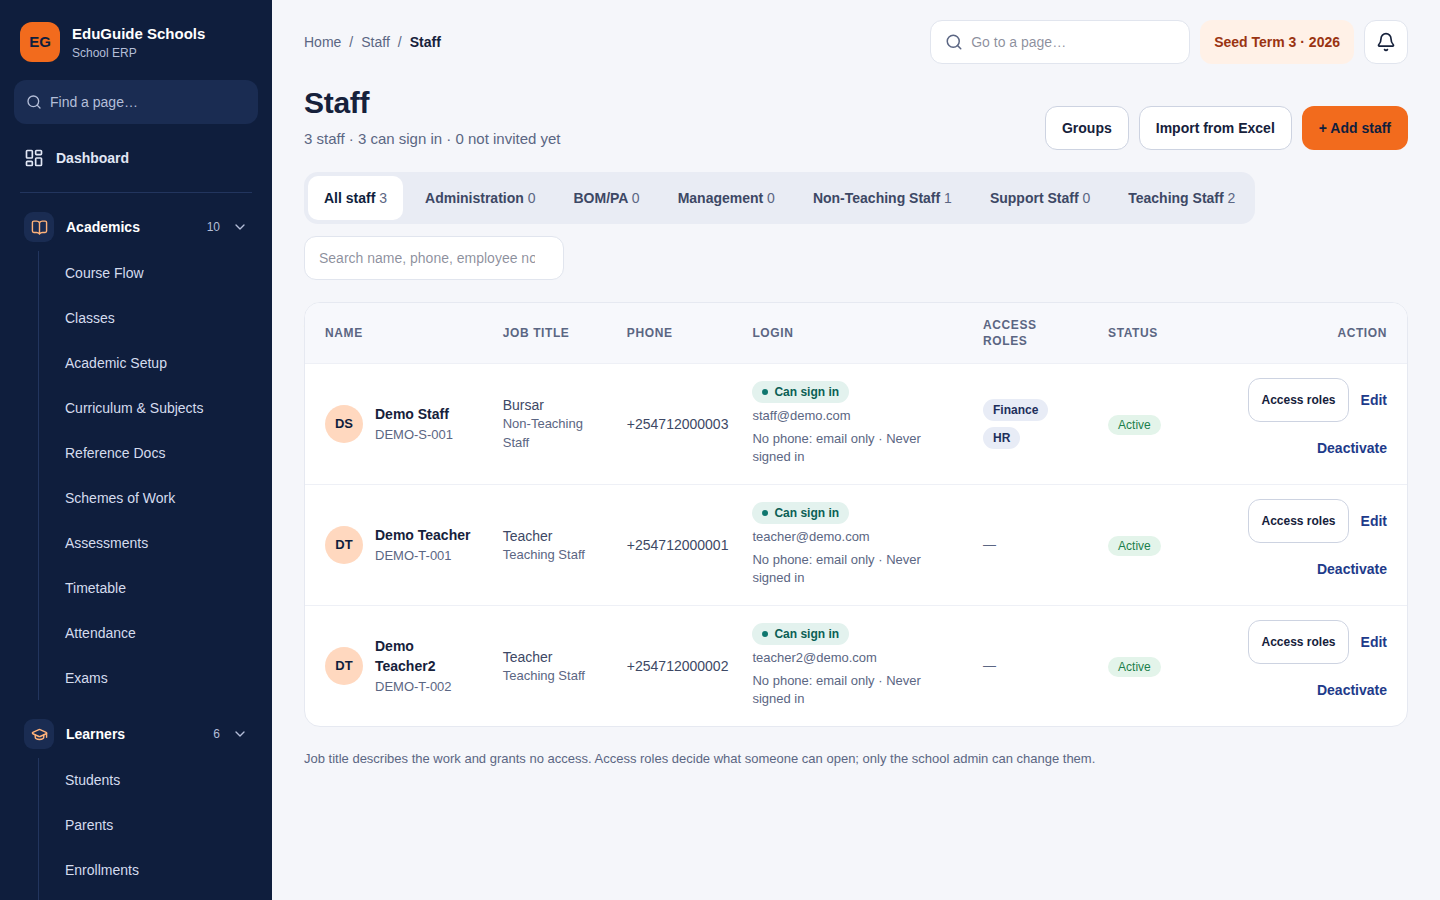 EG
EduGuide Schools
School ERP
Find a page…
Dashboard
Academics 10
Course Flow
Classes
Academic Setup
Curriculum & Subjects
Reference Docs
Schemes of Work
Assessments
Timetable
Attendance
Exams
Learners 6
Students
Parents
Enrollments
Home / Staff / Staff
Go to a page…
Seed Term 3 · 2026
Staff
3 staff · 3 can sign in · 0 not invited yet
Groups
Import from Excel
+ Add staff
All staff 3
Administration 0
BOM/PA 0
Management 0
Non-Teaching Staff 1
Support Staff 0
Teaching Staff 2
Search name, phone, employee no
NAME
JOB TITLE
PHONE
LOGIN
ACCESS
ROLES
STATUS
ACTION
DS
Demo Staff
DEMO-S-001
Bursar
Non-Teaching
Staff
+254712000003
Can sign in
staff@demo.com
No phone: email only · Never
signed in
Finance
HR
Active
Access roles
Edit
Deactivate
DT
Demo Teacher
DEMO-T-001
Teacher
Teaching Staff
+254712000001
Can sign in
teacher@demo.com
No phone: email only · Never
signed in
—
Active
Access roles
Edit
Deactivate
DT
Demo
Teacher2
DEMO-T-002
Teacher
Teaching Staff
+254712000002
Can sign in
teacher2@demo.com
No phone: email only · Never
signed in
—
Active
Access roles
Edit
Deactivate
Job title describes the work and grants no access. Access roles decide what someone can open; only the school admin can change them.